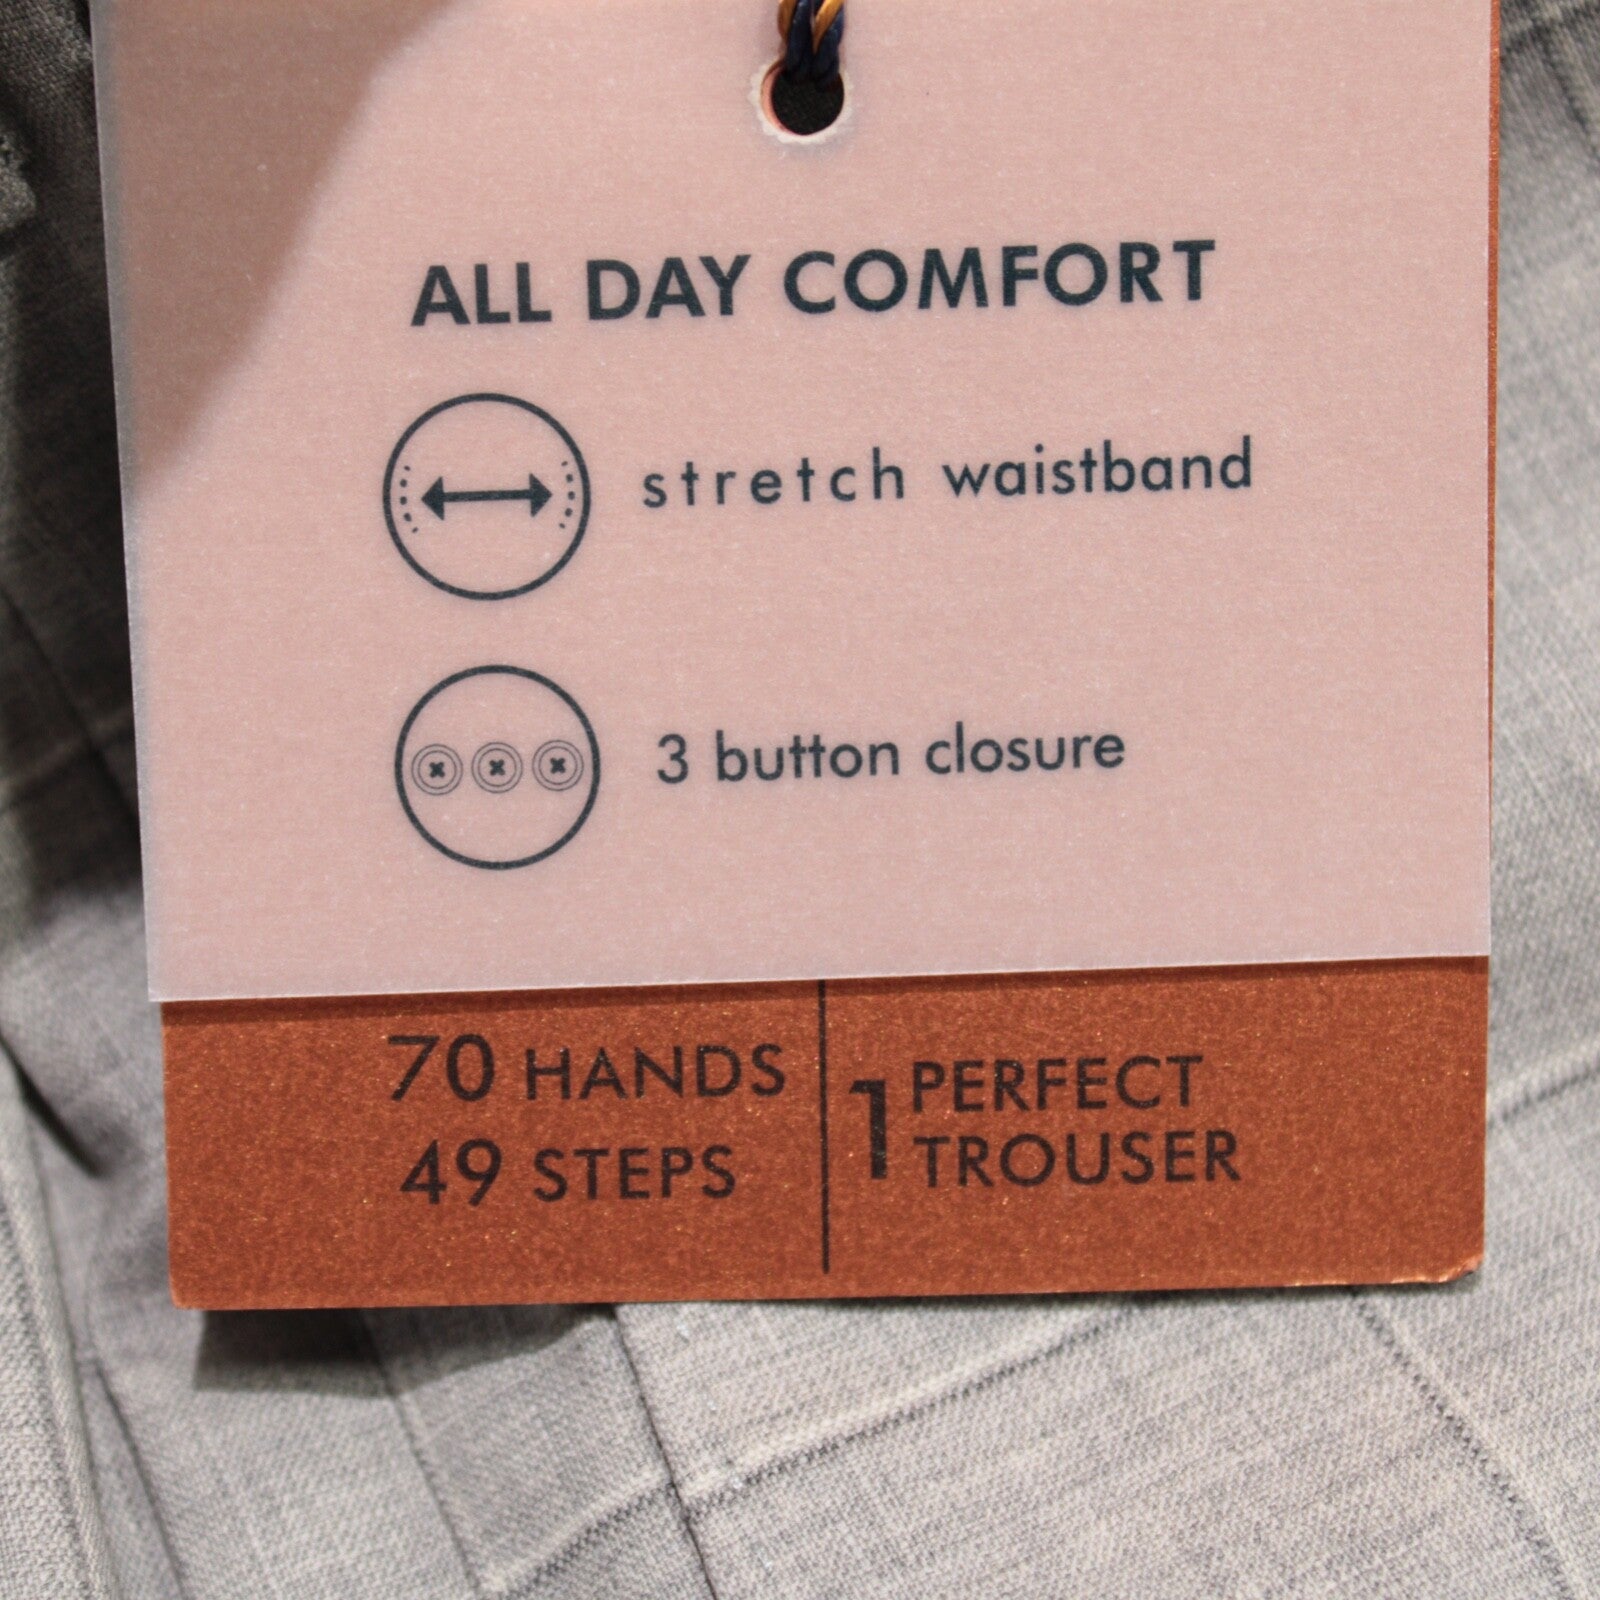 ALL DAY COMFORT
stretch waistband
3 button closure
70 HANDS
49 STEPS
1 PERFECT
TROUSER